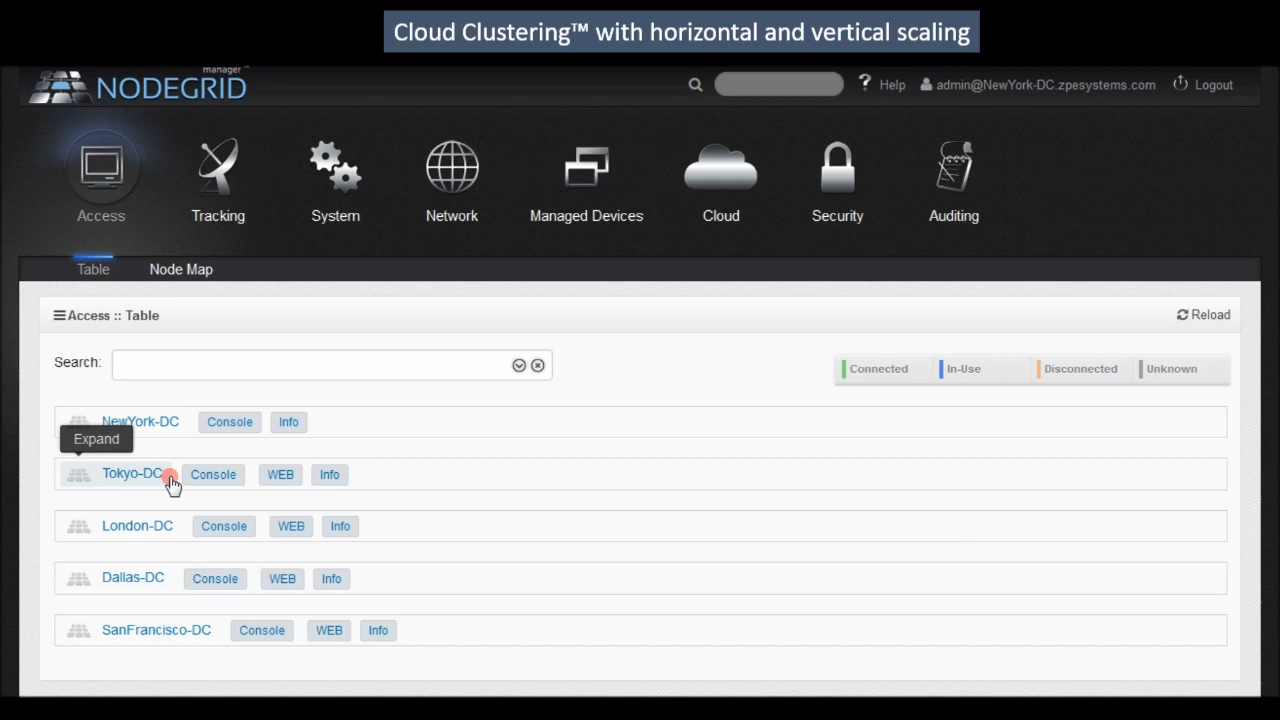 Cloud Clustering™ with horizontal and vertical scaling
manager™
NODEGRID
Help admin@NewYork-DC.zpesystems.com Logout
Access Tracking System Network Managed Devices Cloud Security Auditing
Table Node Map
Access :: Table Reload
Search: Connected In-Use Disconnected Unknown
NewYork-DC Console Info
Expand
Tokyo-DC Console WEB Info
London-DC Console WEB Info
Dallas-DC Console WEB Info
SanFrancisco-DC Console WEB Info